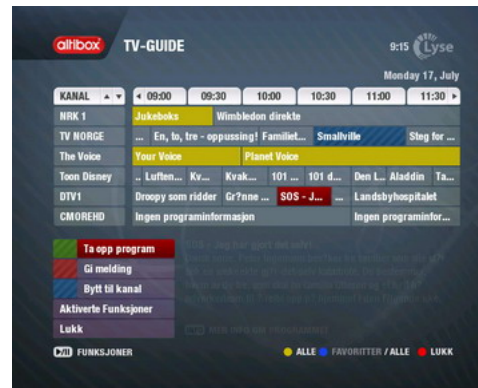 altibox TV-GUIDE 9:15 Lyse
Monday 17, July
KANAL 09:00 09:30 10:00 10:30 11:00 11:30
NRK 1 Jukeboks Wimbledon direkte
TV NORGE ... En, to, tre - oppussing! Familiet... Smallville Steg for ...
The Voice Your Voice Planet Voice
Toon Disney .. Luften... Kv... Kvak... 101 ... 101 d... Den L.. Aladdin Ta...
DTV1 Droopy som ridder Gr?nne ... SOS - J... ... Landsbyhospitalet
CMOREHD Ingen programinformasjon Ingen programinfor...
Ta opp program
Gi melding
Bytt til kanal
Aktiverte Funksjoner
Lukk
FUNKSJONER ALLE FAVORITTER / ALLE LUKK